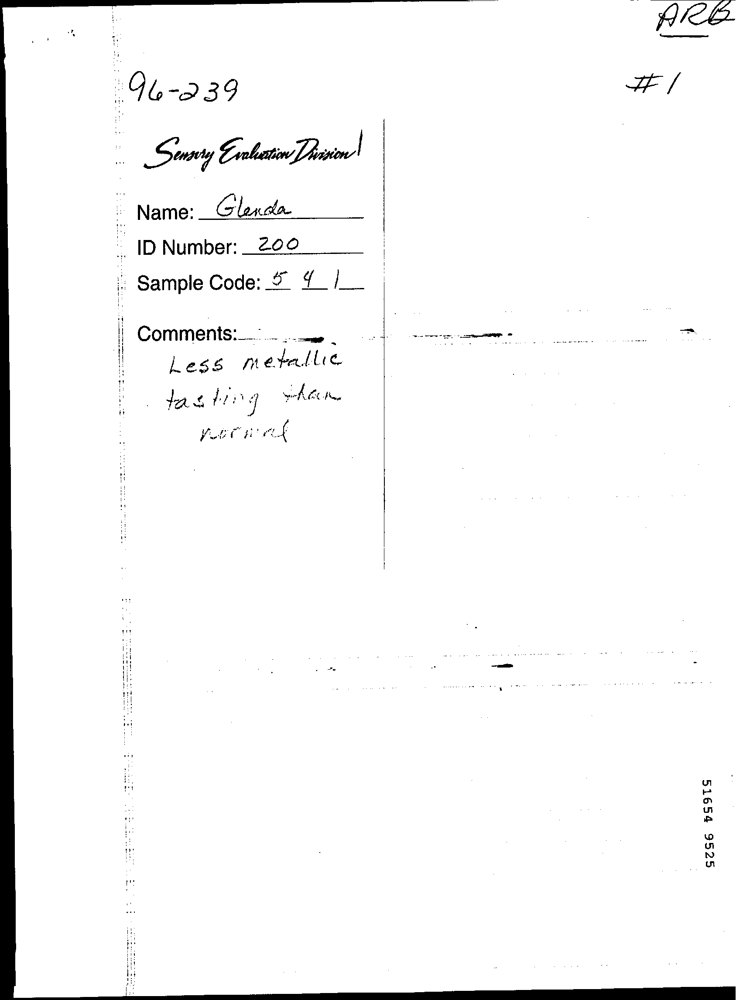 ARB
96-239
#1
Sensory Evaluation Division
Name: Glenda
ID Number: 200
Sample Code: 5 4 1
Comments:
Less metallic
tasting than
normal
51654 9525